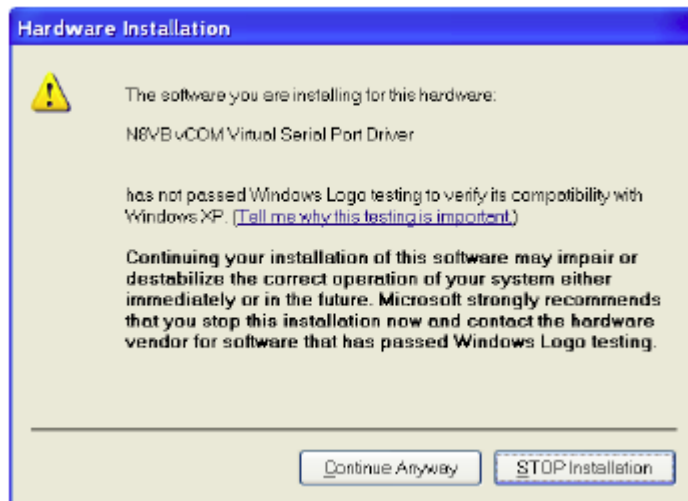 Hardware Installation
The software you are installing for this hardware:
N8VB vCOM Virtual Serial Port Driver
has not passed Windows Logo testing to verify its compatibility with
Windows XP. (Tell me why this testing is important.)
Continuing your installation of this software may impair or
destabilize the correct operation of your system either
immediately or in the future. Microsoft strongly recommends
that you stop this installation now and contact the hardware
vendor for software that has passed Windows Logo testing.
Continue Anyway
STOP Installation